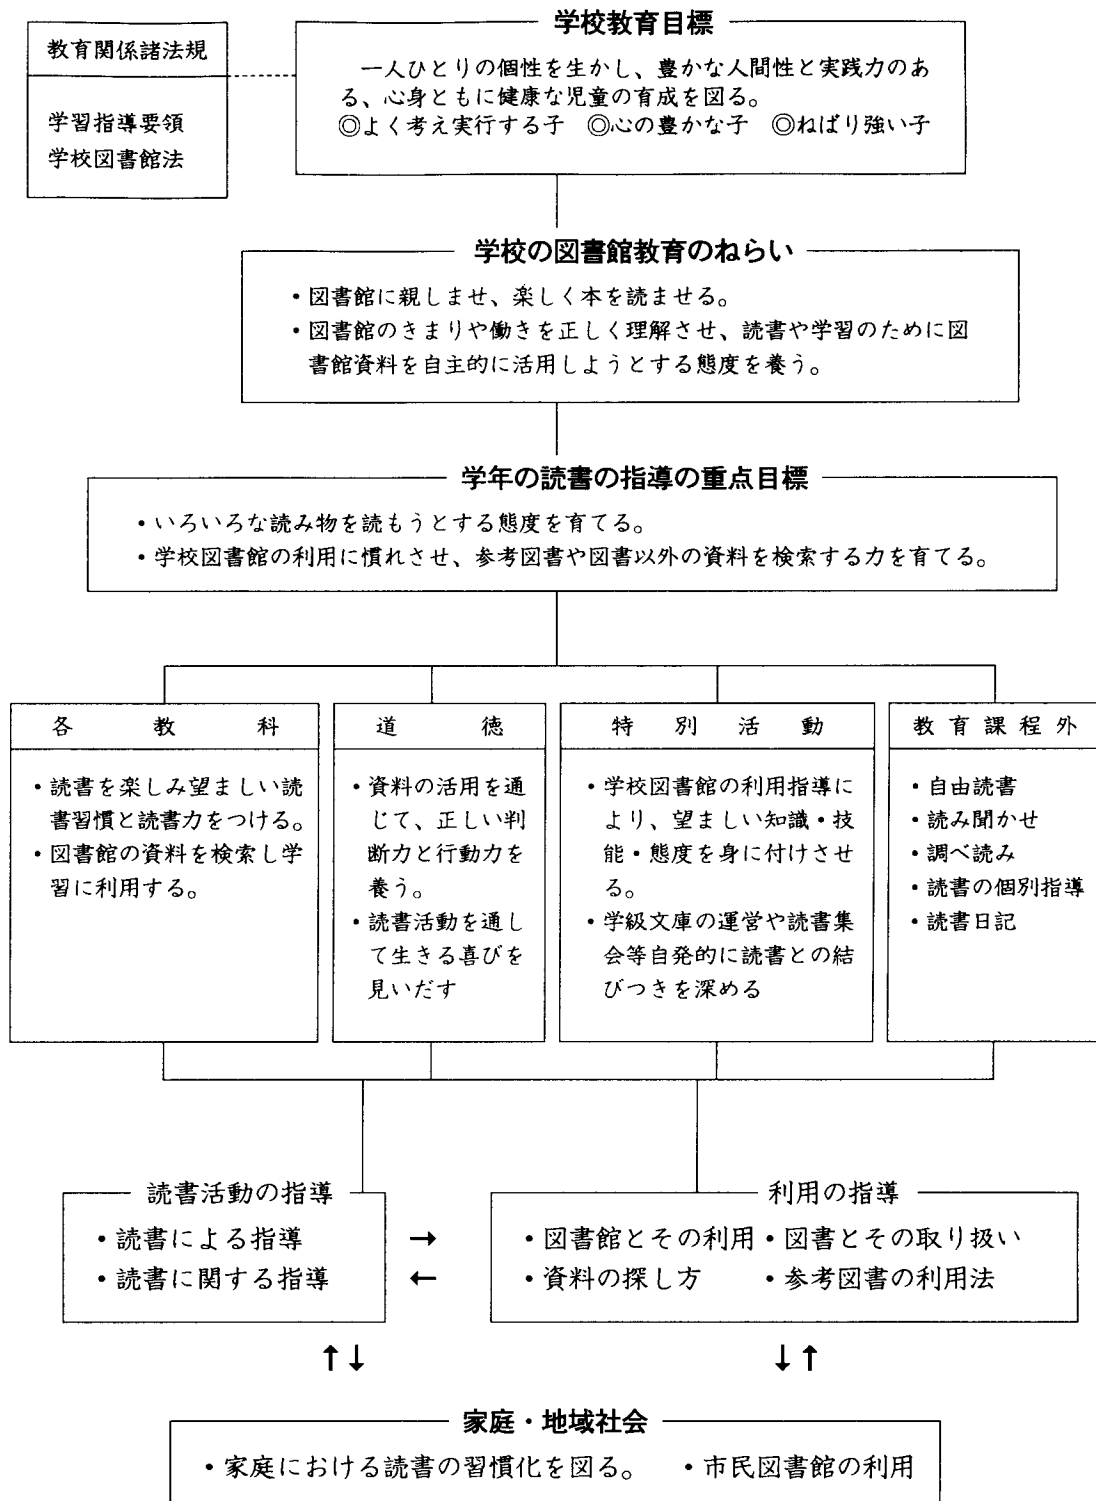 教育関係諸法規
学習指導要領
学校図書館法
学校教育目標
一人ひとりの個性を生かし、豊かな人間性と実践力のあ
る、心身ともに健康な児童の育成を図る。
◎よく考え実行する子 ◎心の豊かな子 ◎ねばり強い子
学校の図書館教育のねらい
・図書館に親しませ、楽しく本を読ませる。
・図書館のきまりや働きを正しく理解させ、読書や学習のために図
書館資料を自主的に活用しようとする態度を養う。
学年の読書の指導の重点目標
・いろいろな読み物を読もうとする態度を育てる。
・学校図書館の利用に慣れさせ、参考図書や図書以外の資料を検索する力を育てる。
各教科
・読書を楽しみ望ましい読
書習慣と読書力をつける。
・図書館の資料を検索し学
習に利用する。
道徳
・資料の活用を通
じて、正しい判
断力と行動力を
養う。
・読書活動を通し
て生きる喜びを
見いだす
特別活動
・学校図書館の利用指導に
より、望ましい知識・技
能・態度を身に付けさせ
る。
・学級文庫の運営や読書集
会等自発的に読書との結
びつきを深める
教育課程外
・自由読書
・読み聞かせ
・調べ読み
・読書の個別指導
・読書日記
読書活動の指導
・読書による指導
・読書に関する指導
→
←
利用の指導
・図書館とその利用・図書とその取り扱い
・資料の探し方 ・参考図書の利用法
↑↓ ↓↑
家庭・地域社会
・家庭における読書の習慣化を図る。 ・市民図書館の利用